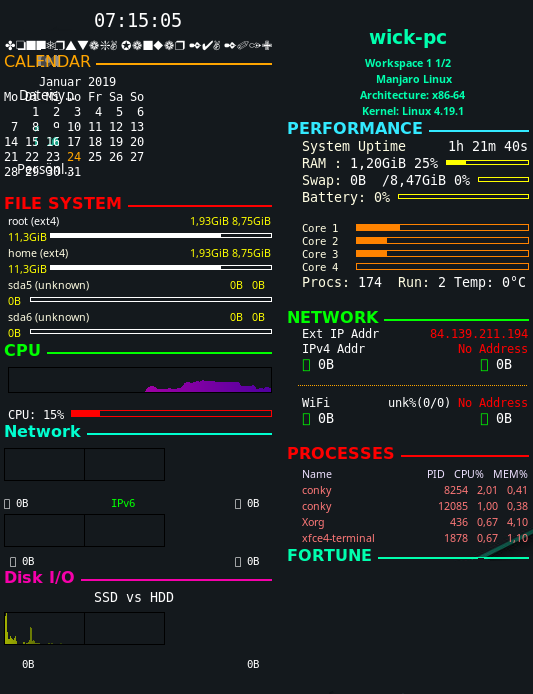 07:15:05
CALENDAR
Januar 2019
Mo Di Mi Do Fr Sa So
1 2 3 4 5 6
7 8 9 10 11 12 13
14 15 16 17 18 19 20
21 22 23 24 25 26 27
28 29 30 31
FILE SYSTEM
root (ext4) 1,93GiB 8,75GiB
11,3GiB
home (ext4) 1,93GiB 8,75GiB
11,3GiB
sda5 (unknown) 0B 0B
0B
sda6 (unknown) 0B 0B
0B
CPU
CPU: 15%
Network
0B IPv6 0B
0B 0B
Disk I/O
SSD vs HDD
0B 0B
wick-pc
Workspace 1 1/2
Manjaro Linux
Architecture: x86-64
Kernel: Linux 4.19.1
PERFORMANCE
System Uptime 1h 21m 40s
RAM : 1,20GiB 25%
Swap: 0B /8,47GiB 0%
Battery: 0%
Core 1
Core 2
Core 3
Core 4
Procs: 174 Run: 2 Temp: 0°C
NETWORK
Ext IP Addr 84.139.211.194
IPv4 Addr No Address
0B 0B
WiFi unk%(0/0) No Address
0B 0B
PROCESSES
Name PID CPU% MEM%
conky 8254 2,01 0,41
conky 12085 1,00 0,38
Xorg 436 0,67 4,10
xfce4-terminal 1878 0,67 1,10
FORTUNE